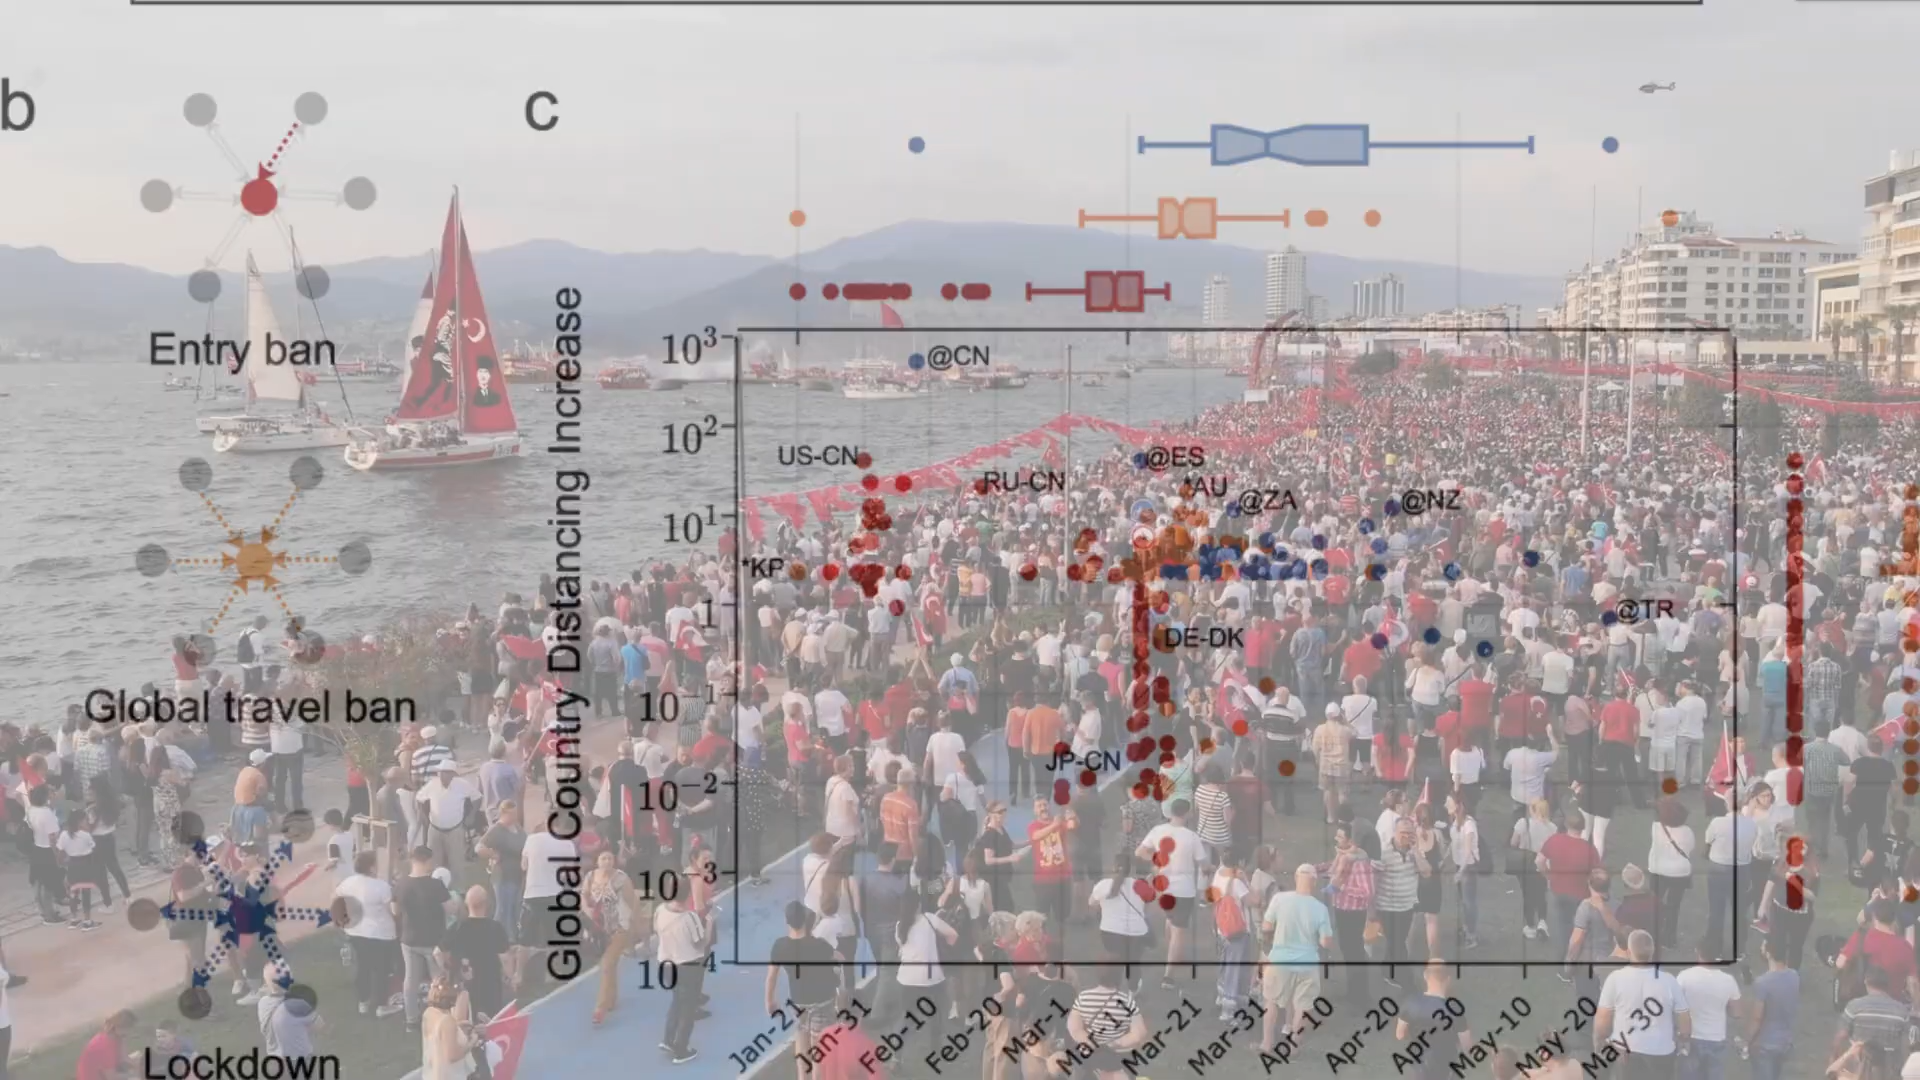 b
c
Entry ban
Global travel ban
Lockdown
Global Country Distancing Increase
10³
10²
10¹
1
10⁻¹
10⁻²
10⁻³
10⁻⁴
@CN
US-CN
@ES
RU-CN
*AU
@ZA
@NZ
*KP
@TR
DE-DK
JP-CN
Jan-21
Jan-31
Feb-10
Feb-20
Mar-1
Mar-11
Mar-21
Mar-31
Apr-10
Apr-20
Apr-30
May-10
May-20
May-30